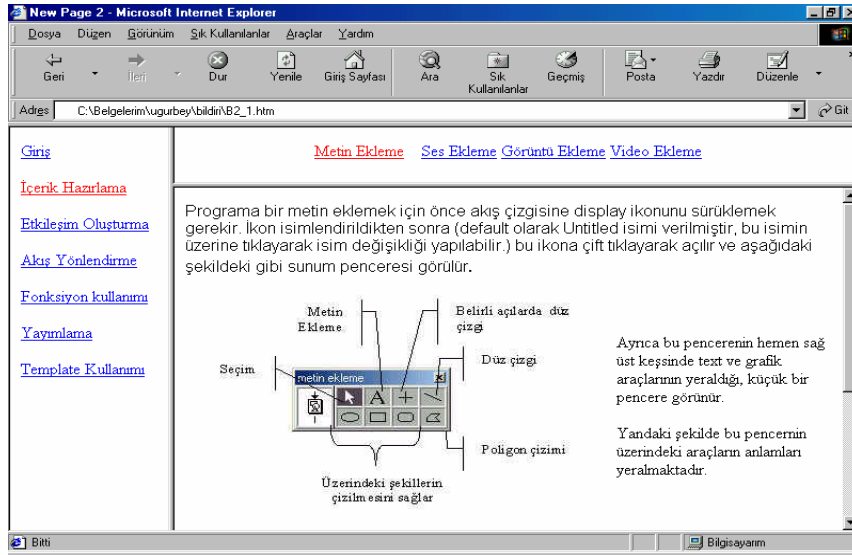 New Page 2 - Microsoft Internet Explorer
Dosya Düzen Görünüm Sık Kullanılanlar Araçlar Yardım
Geri İleri Dur Yenile Giriş Sayfası Ara Sık Kullanılanlar Geçmiş Posta Yazdır Düzenle
Adres C:\Belgelerim\ugurbey\bildiri\B2_1.htm Git
Giriş
İçerik Hazırlama
Etkileşim Oluşturma
Akış Yönlendirme
Fonksiyon kullanımı
Yayımlama
Template Kullanımı
Metin Ekleme Ses Ekleme Görüntü Ekleme Video Ekleme
Programa bir metin eklemek için önce akış çizgisine display ikonunu sürüklemek
gerekir. İkon isimlendirildikten sonra (default olarak Untitled isimi verilmiştir, bu isimin
üzerine tıklayarak isim değişikliği yapılabilir.) bu ikona çift tıklayarak açılır ve aşağıdaki
şekildeki gibi sunum penceresi görülür.
Metin
Ekleme
Belirli açılarda düz
çizgi
Seçim
Düz çizgi
metin ekleme
A
Poligon çizimi
Üzerindeki şekillerin
çizilmesini sağlar
Ayrıca bu pencerenin hemen sağ
üst keşsinde text ve grafik
araçlarının yeraldığı, küçük bir
pencere görünür.
Yandaki şekilde bu pencernin
üzerindeki araçların anlamları
yeralmaktadır.
Bitti
Bilgisayarım